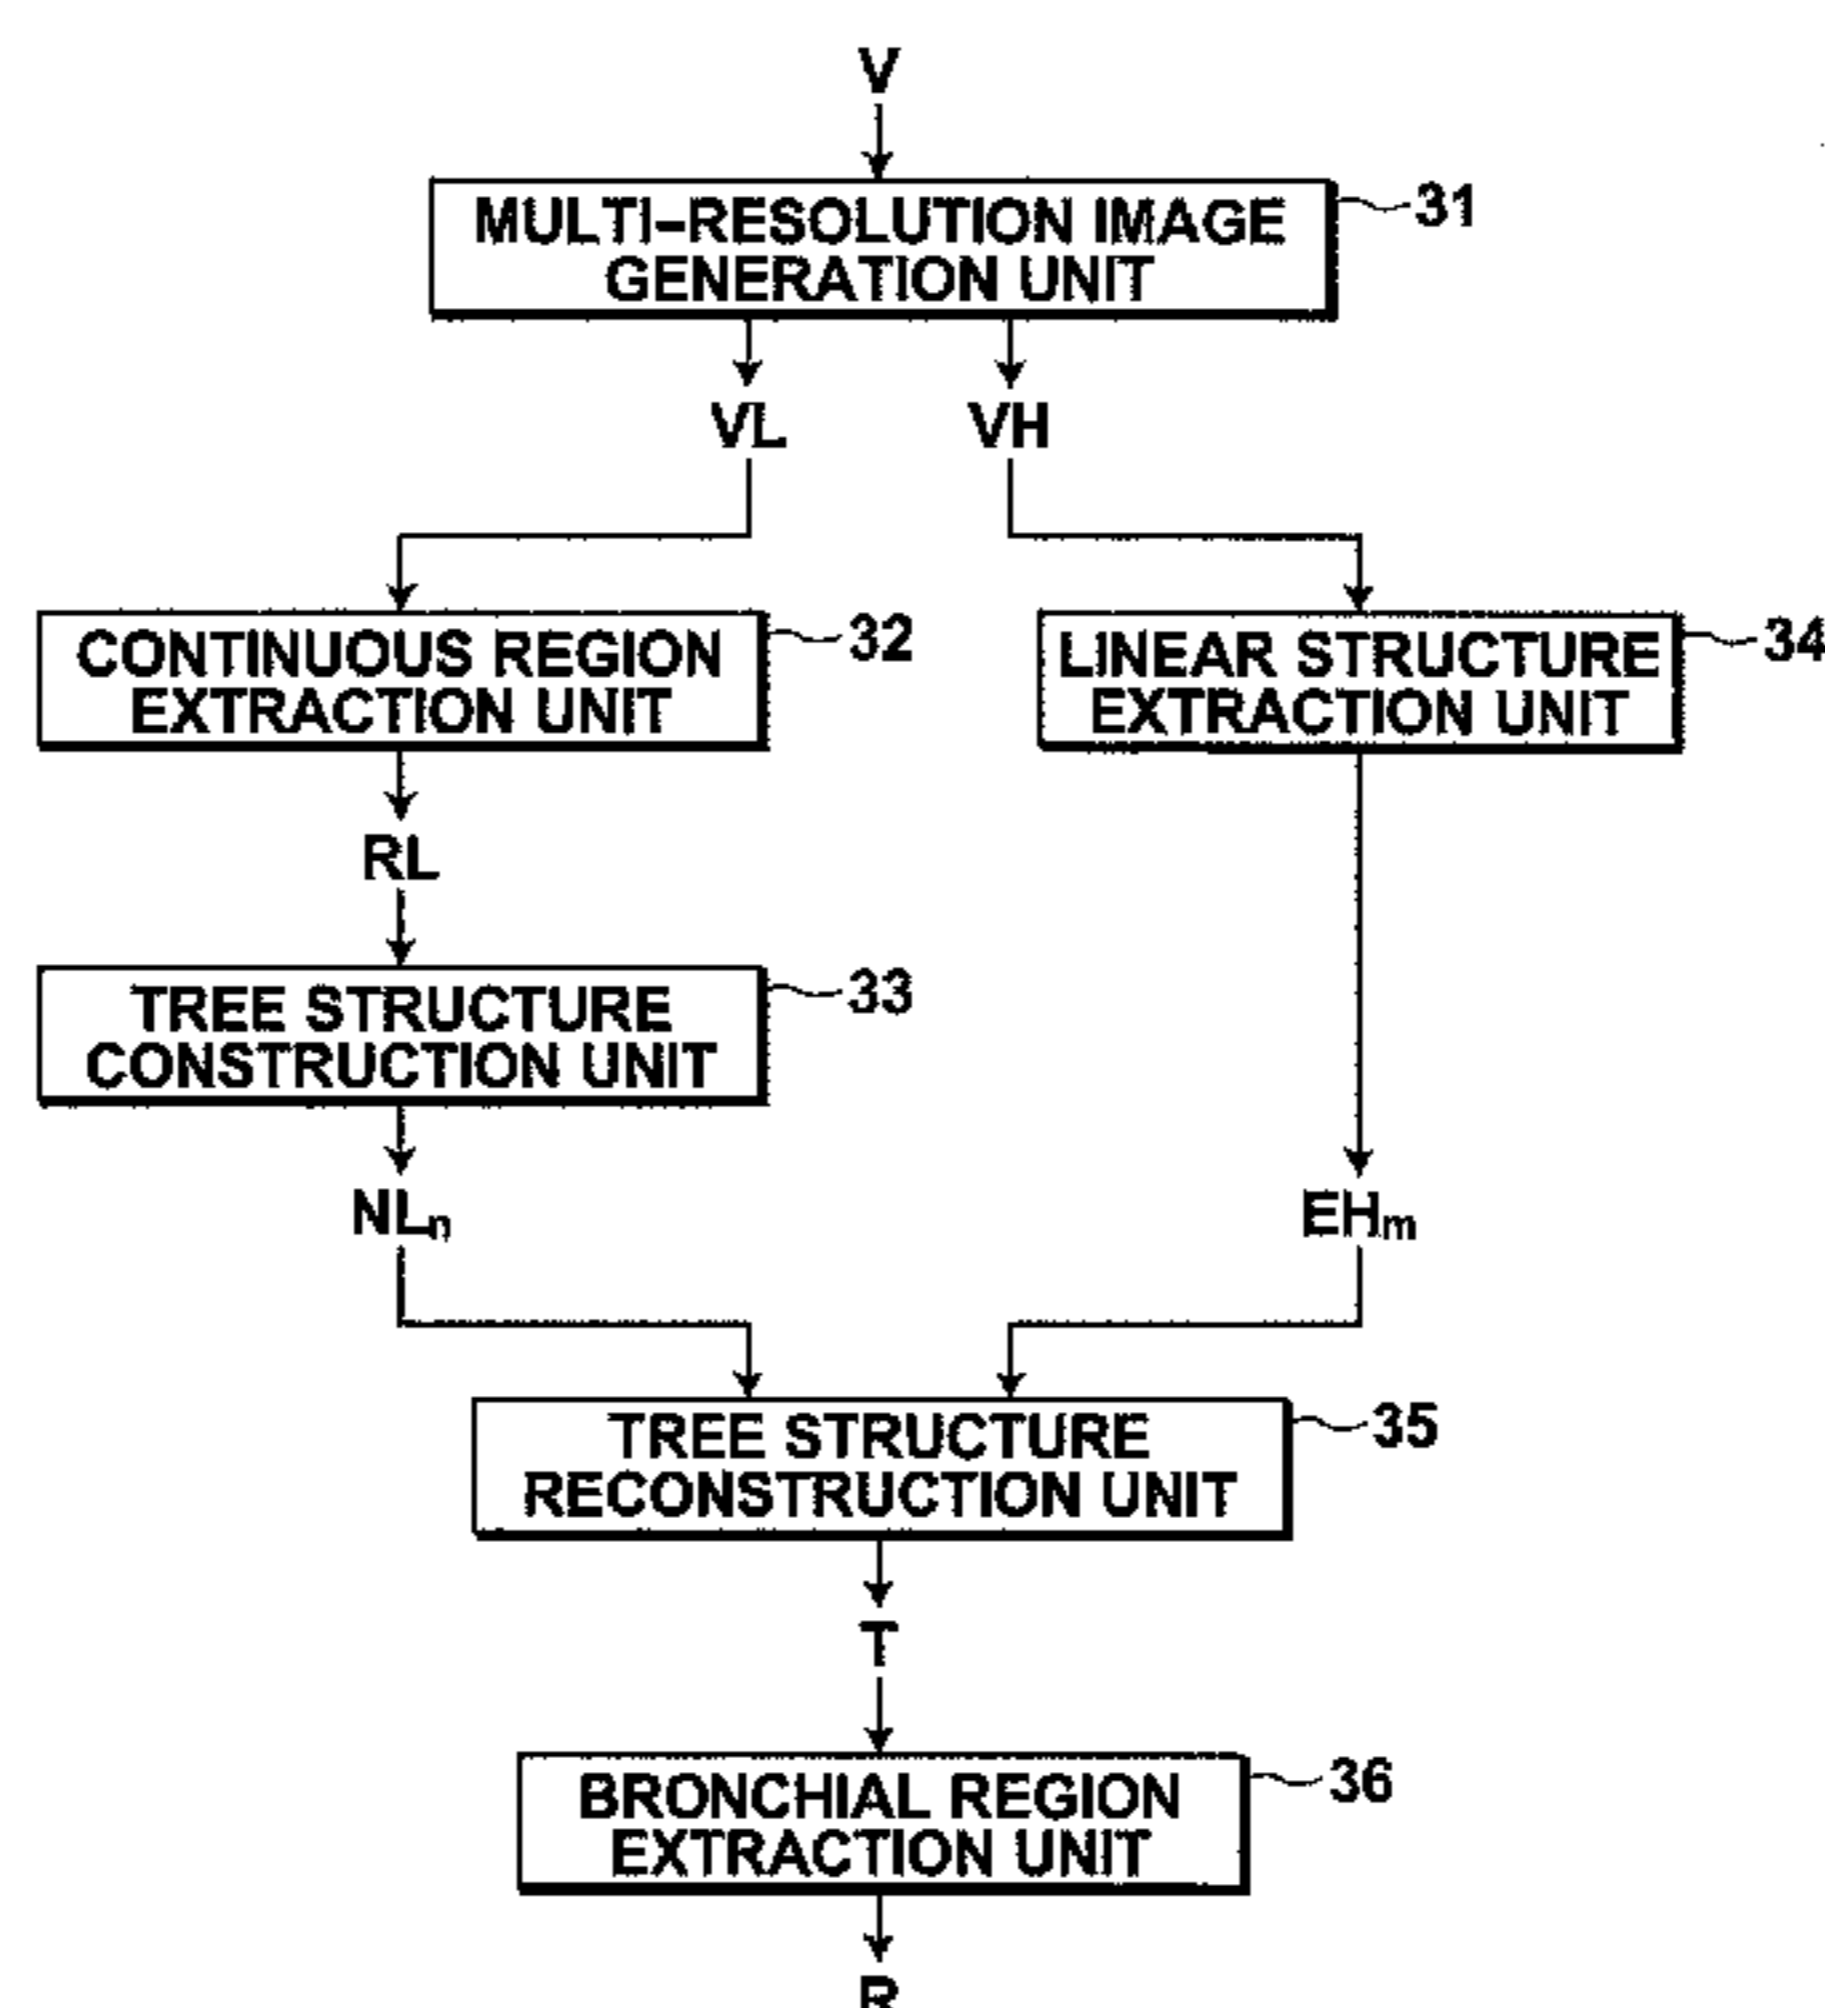 V
MULTI-RESOLUTION IMAGE
GENERATION UNIT
31
VL
VH
CONTINUOUS REGION
EXTRACTION UNIT
32
LINEAR STRUCTURE
EXTRACTION UNIT
34
RL
TREE STRUCTURE
CONSTRUCTION UNIT
33
NLn
EHm
TREE STRUCTURE
RECONSTRUCTION UNIT
35
T
BRONCHIAL REGION
EXTRACTION UNIT
36
R